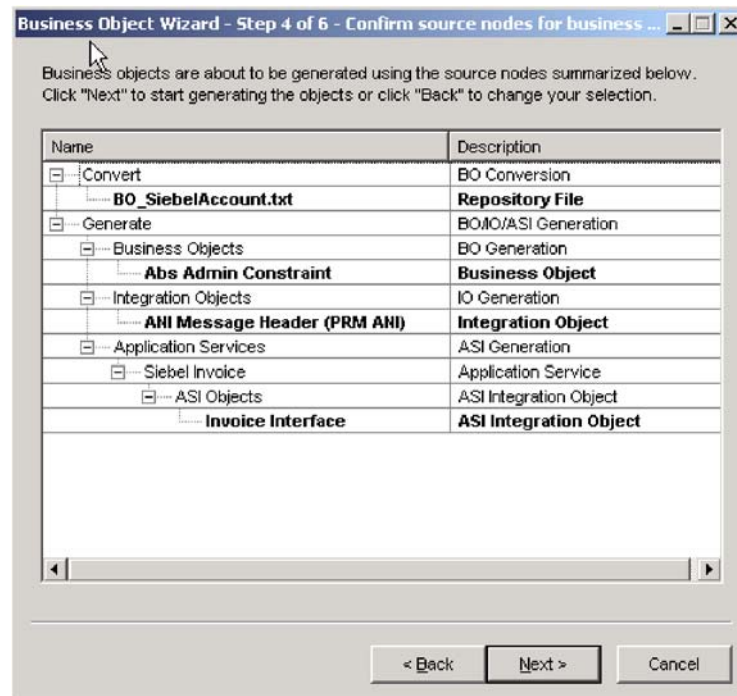 Business Object Wizard - Step 4 of 6 - Confirm source nodes for business ...
Business objects are about to be generated using the source nodes summarized below.
Click "Next" to start generating the objects or click "Back" to change your selection.
Name Description
Convert BO Conversion
BO_SiebelAccount.txt Repository File
Generate BO/IO/ASI Generation
Business Objects BO Generation
Abs Admin Constraint Business Object
Integration Objects IO Generation
ANI Message Header (PRM ANI) Integration Object
Application Services ASI Generation
Siebel Invoice Application Service
ASI Objects ASI Integration Object
Invoice Interface ASI Integration Object
< Back Next > Cancel